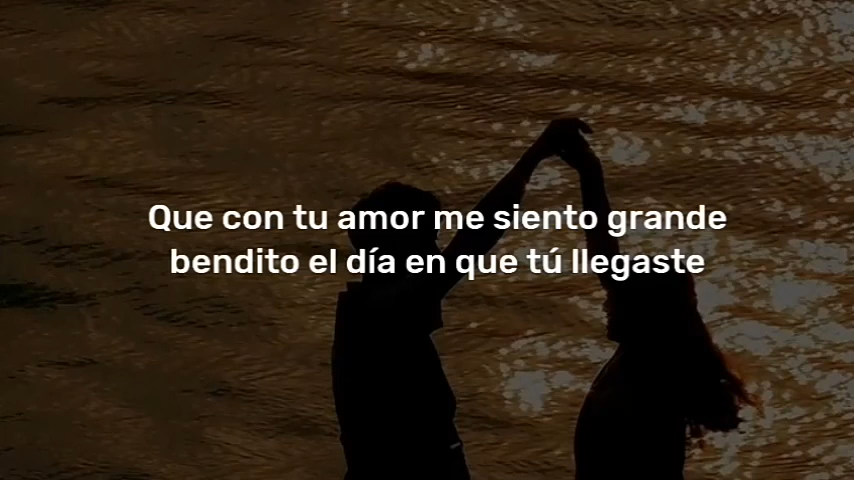 Que con tu amor me siento grande
bendito el día en que tú llegaste